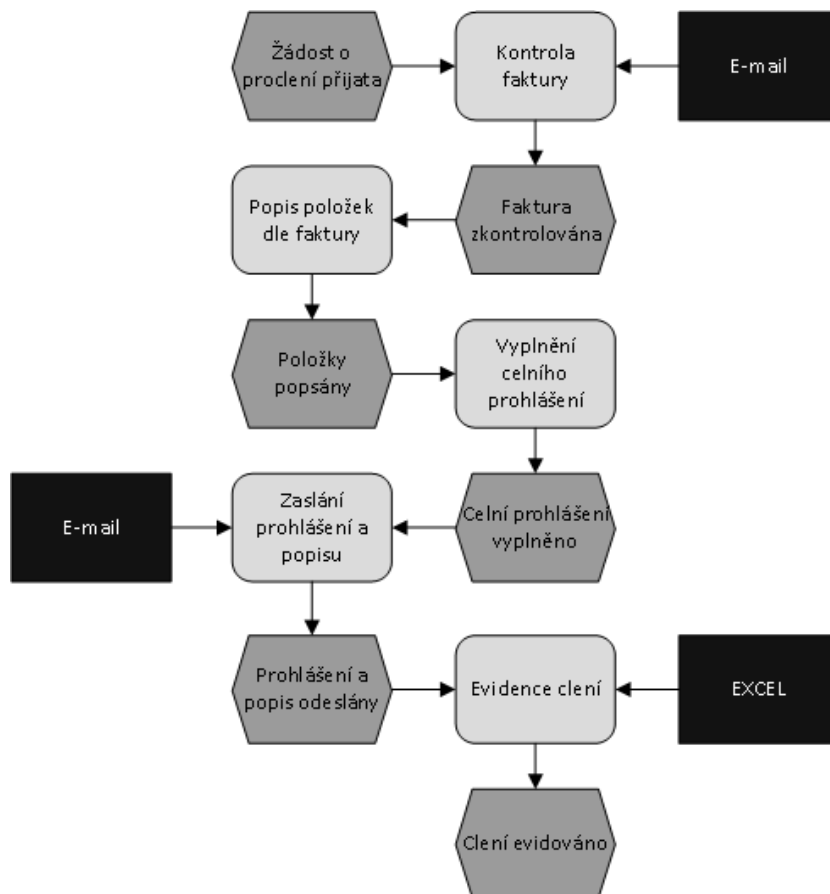 Žádost o
proclení přijata
Kontrola
faktury
E-mail
Popis položek
dle faktury
Faktura
zkontrolována
Položky
popsány
Vyplnění
celního
prohlášení
E-mail
Zaslání
prohlášení a
popisu
Celní prohlášení
vyplněno
Prohlášení a
popis odeslány
Evidence clení
EXCEL
Clení evidováno